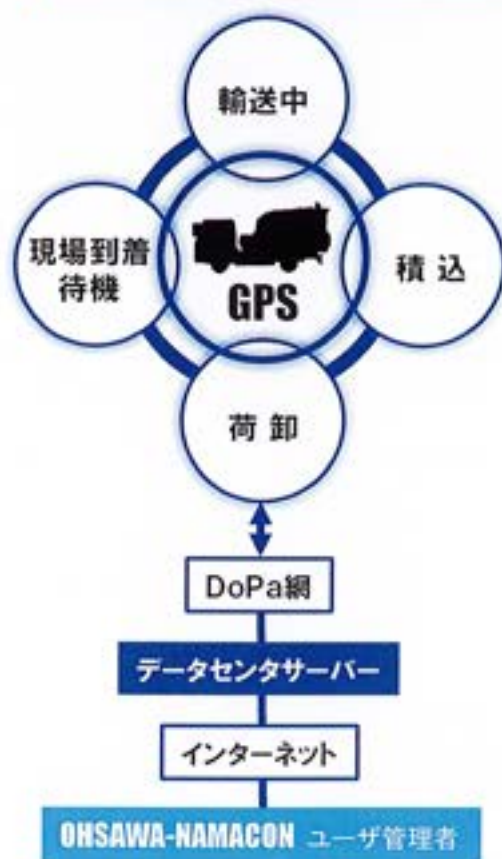 輸送中
現場到着
待機
GPS
積込
荷卸
DoPa網
データセンタサーバー
インターネット
OHSAWA-NAMACON ユーザ管理者